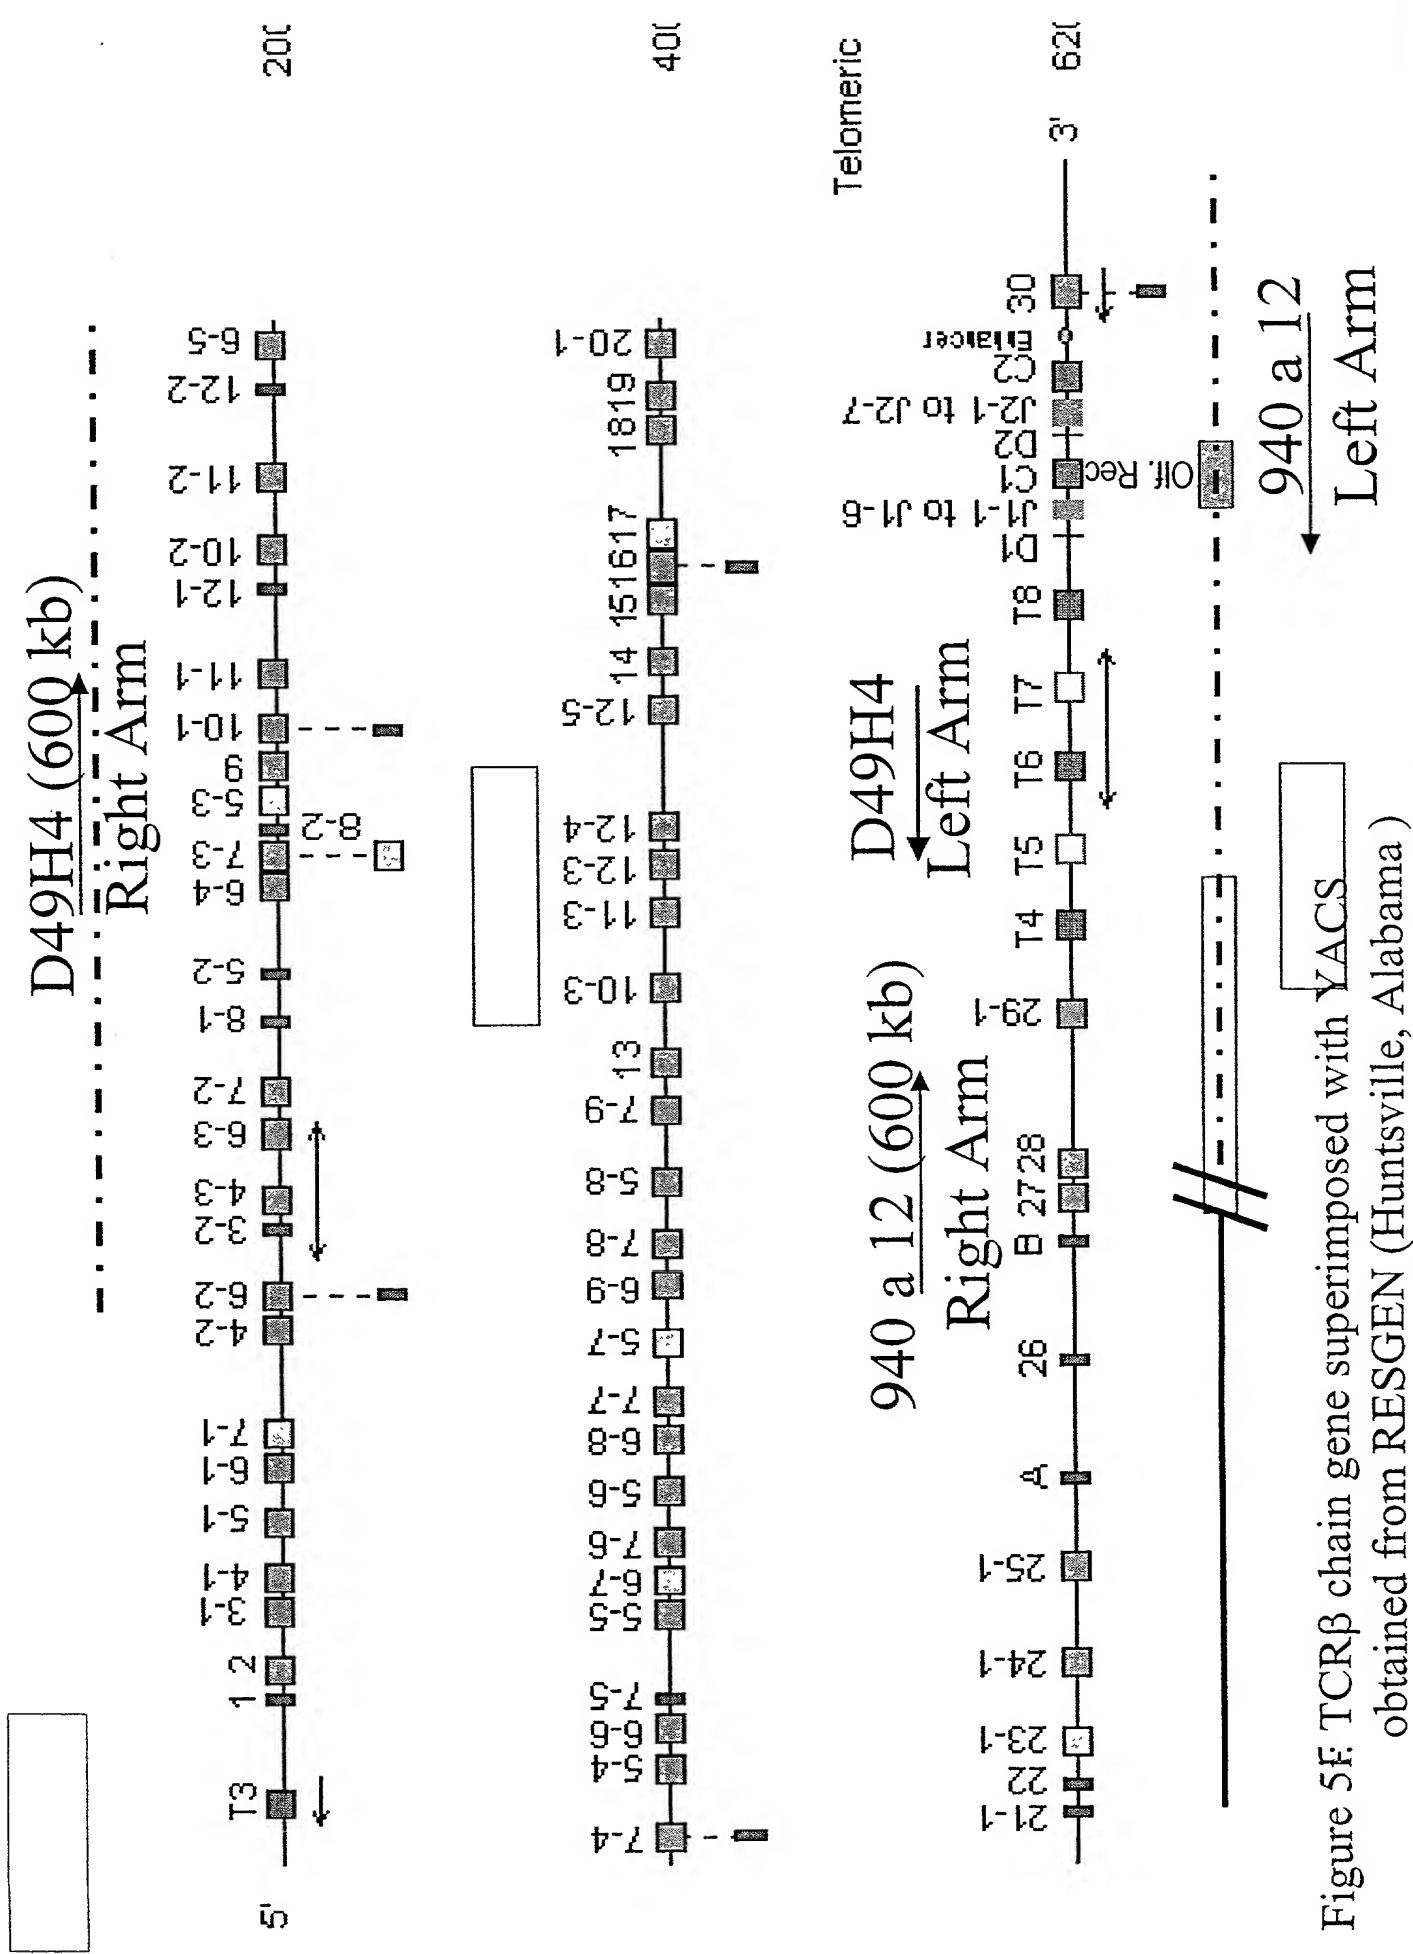 D49H4 (600 kb)
Right Arm
5' T3 1 2 3-1 4-1 5-1 6-1 7-1 4-2 6-2 3-2 4-3 6-3 7-2 8-1 5-2 6-4 7-3 8-2 5-3 9 10-1 11-1 12-1 10-2 11-2 12-2 6-5 200
7-4 5-4 6-6 7-5 5-5 6-7 7-6 5-6 6-8 7-7 5-7 6-9 7-8 5-8 7-9 13 10-3 11-3 12-3 12-4 12-5 14 15 16 17 18 19 20-1 400
Telomeric
940 a 12 (600 kb)
Right Arm
D49H4
Left Arm
21-1 22 23-1 24-1 25-1 A 26 B 27 28 29-1 T4 T5 T6 T7 T8 D1 J1-1 to J1-6 C1 D2 J2-1 to J2-7 C2 Enhancer 30 3' 620
Olf. Rec
940 a 12
Left Arm
Figure 5F. TCRβ chain gene superimposed with YACS
obtained from RESGEN (Huntsville, Alabama )